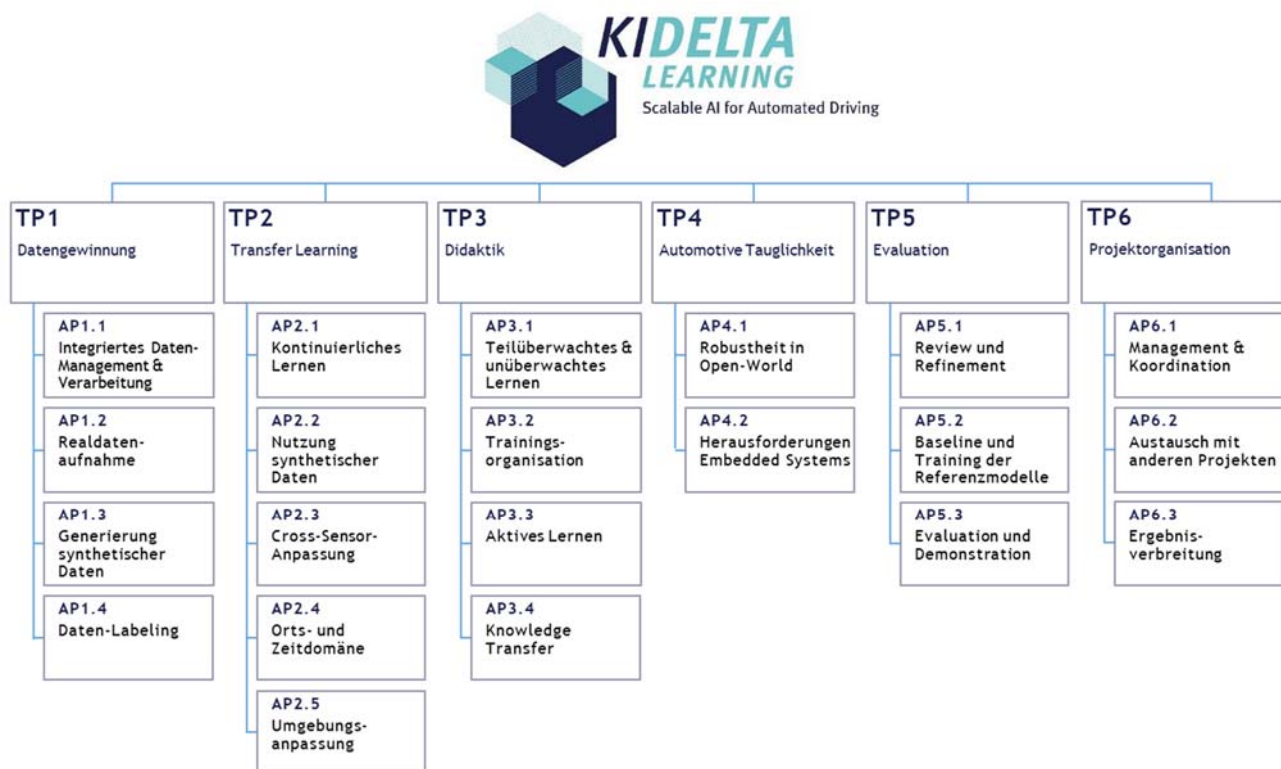 KIDELTA
LEARNING
Scalable AI for Automated Driving
TP1
Datengewinnung
AP1.1
Integriertes Daten-
Management &
Verarbeitung
AP1.2
Realdaten-
aufnahme
AP1.3
Generierung
synthetischer
Daten
AP1.4
Daten-Labeling
TP2
Transfer Learning
AP2.1
Kontinuierliches
Lernen
AP2.2
Nutzung
synthetischer
Daten
AP2.3
Cross-Sensor-
Anpassung
AP2.4
Orts- und
Zeitdomäne
AP2.5
Umgebungs-
anpassung
TP3
Didaktik
AP3.1
Teilüberwachtes &
unüberwachtes
Lernen
AP3.2
Trainings-
organisation
AP3.3
Aktives Lernen
AP3.4
Knowledge
Transfer
TP4
Automotive Tauglichkeit
AP4.1
Robustheit in
Open-World
AP4.2
Herausforderungen
Embedded Systems
TP5
Evaluation
AP5.1
Review und
Refinement
AP5.2
Baseline und
Training der
Referenzmodelle
AP5.3
Evaluation und
Demonstration
TP6
Projektorganisation
AP6.1
Management &
Koordination
AP6.2
Austausch mit
anderen Projekten
AP6.3
Ergebnis-
verbreitung